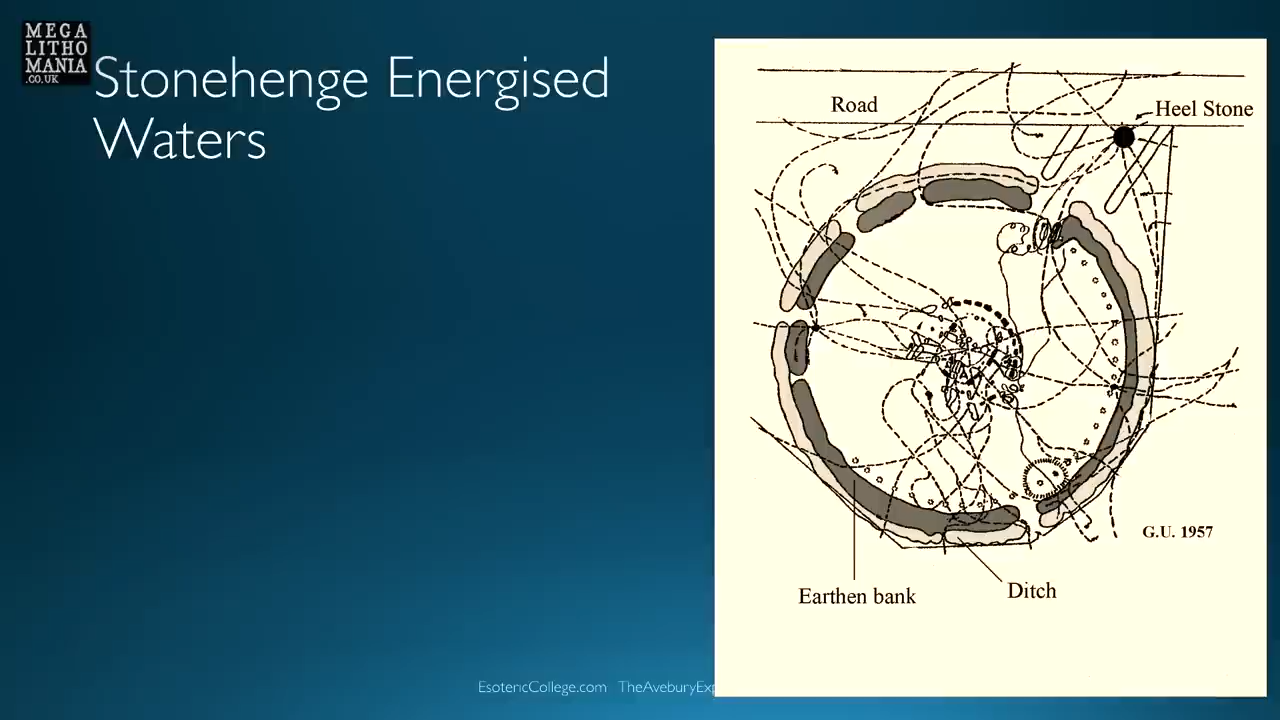 MEGA
LITHO
MANIA
.CO.UK
Stonehenge Energised
Waters
Road
Heel Stone
G.U. 1957
Earthen bank
Ditch
EsotericCollege.com